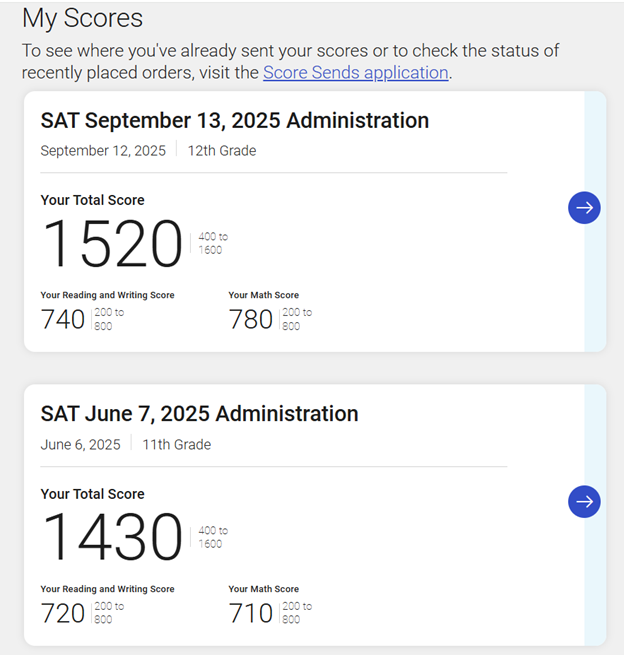 My Scores
To see where you've already sent your scores or to check the status of
recently placed orders, visit the Score Sends application.
SAT September 13, 2025 Administration
September 12, 2025 12th Grade
Your Total Score
1520 400 to
1600
Your Reading and Writing Score Your Math Score
740 200 to 780 200 to
800 800
SAT June 7, 2025 Administration
June 6, 2025 11th Grade
Your Total Score
1430 400 to
1600
Your Reading and Writing Score Your Math Score
720 200 to 710 200 to
800 800